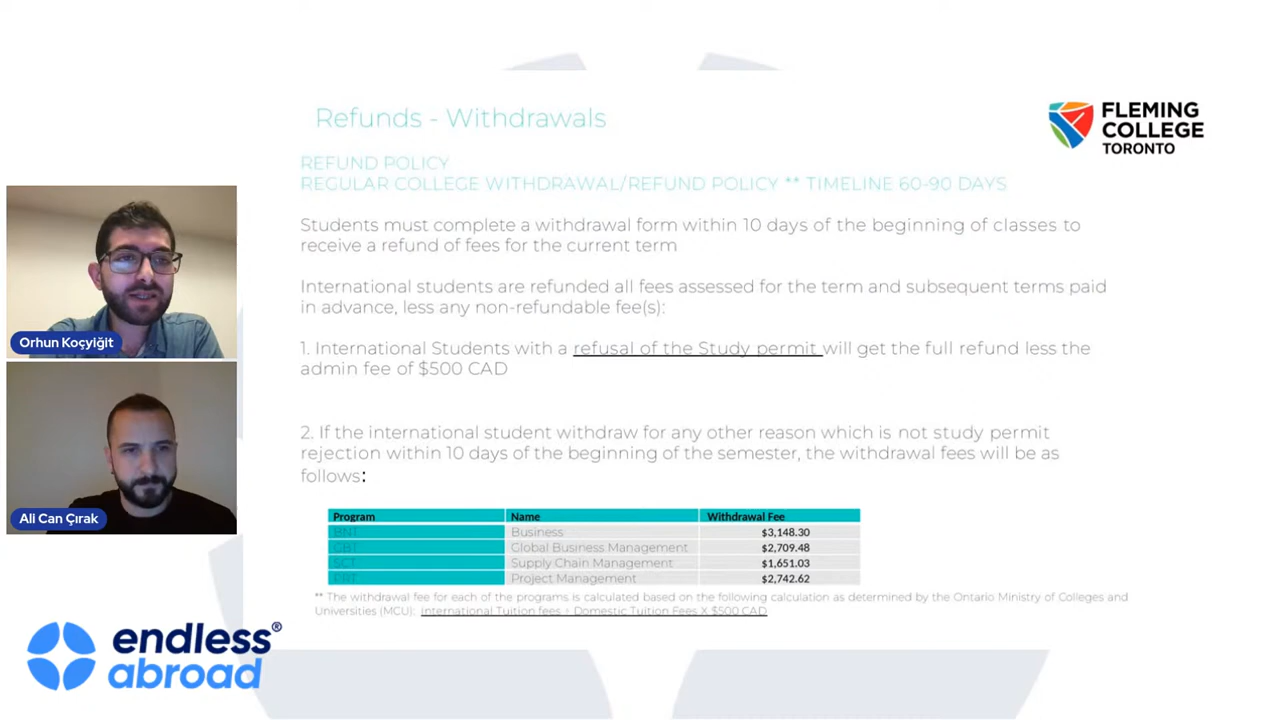 Refunds - Withdrawals
FLEMING
COLLEGE
TORONTO
REFUND POLICY
REGULAR COLLEGE WITHDRAWAL/REFUND POLICY ** TIMELINE 60-90 DAYS
Students must complete a withdrawal form within 10 days of the beginning of classes to
receive a refund of fees for the current term
International students are refunded all fees assessed for the term and subsequent terms paid
in advance, less any non-refundable fee(s):
1. International Students with a refusal of the Study permit will get the full refund less the
admin fee of $500 CAD
2. If the international student withdraw for any other reason which is not study permit
rejection within 10 days of the beginning of the semester, the withdrawal fees will be as
follows:
Program Name Withdrawal Fee
BNT Business $3,148.30
GBT Global Business Management $2,709.48
SCT Supply Chain Management $1,651.03
PRT Project Management $2,742.62
** The withdrawal fee for each of the programs is calculated based on the following calculation as determined by the Ontario Ministry of Colleges and
Universities (MCU): International Tuition fees ÷ Domestic Tuition Fees X $500 CAD
Orhun Koçyiğit
Ali Can Çırak
endless®
abroad